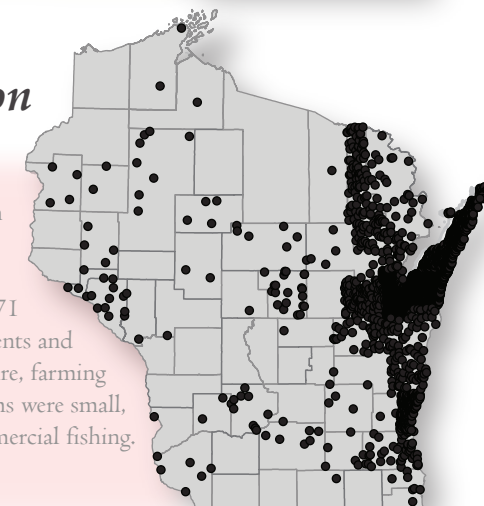 on
71
ents and
re, farming
ns were small,
mercial fishing.